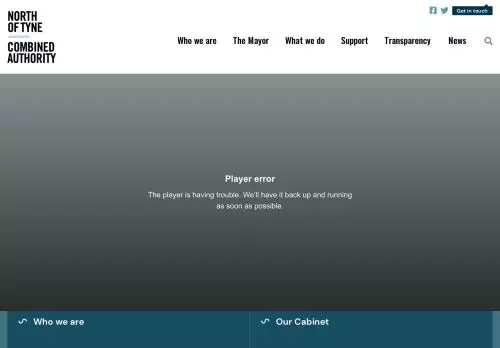 NORTH
OF TYNE
COMBINED
AUTHORITY
Get in touch
Who we are The Mayor What we do Support Transparency News
Player error
The player is having trouble. We'll have it back up and running
as soon as possible.
Who we are
Our Cabinet